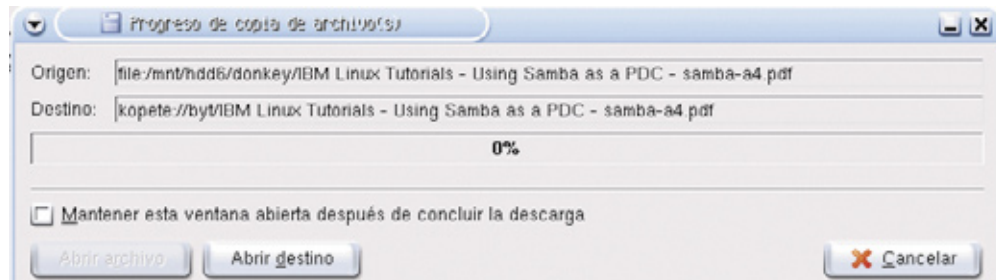 Progreso de copia de archivo(s)
Origen: file:/mnt/hdd6/donkey/IBM Linux Tutorials - Using Samba as a PDC - samba-a4.pdf
Destino: kopete://byt/IBM Linux Tutorials - Using Samba as a PDC - samba-a4.pdf
0%
Mantener esta ventana abierta después de concluir la descarga
Abrir archivo Abrir destino Cancelar